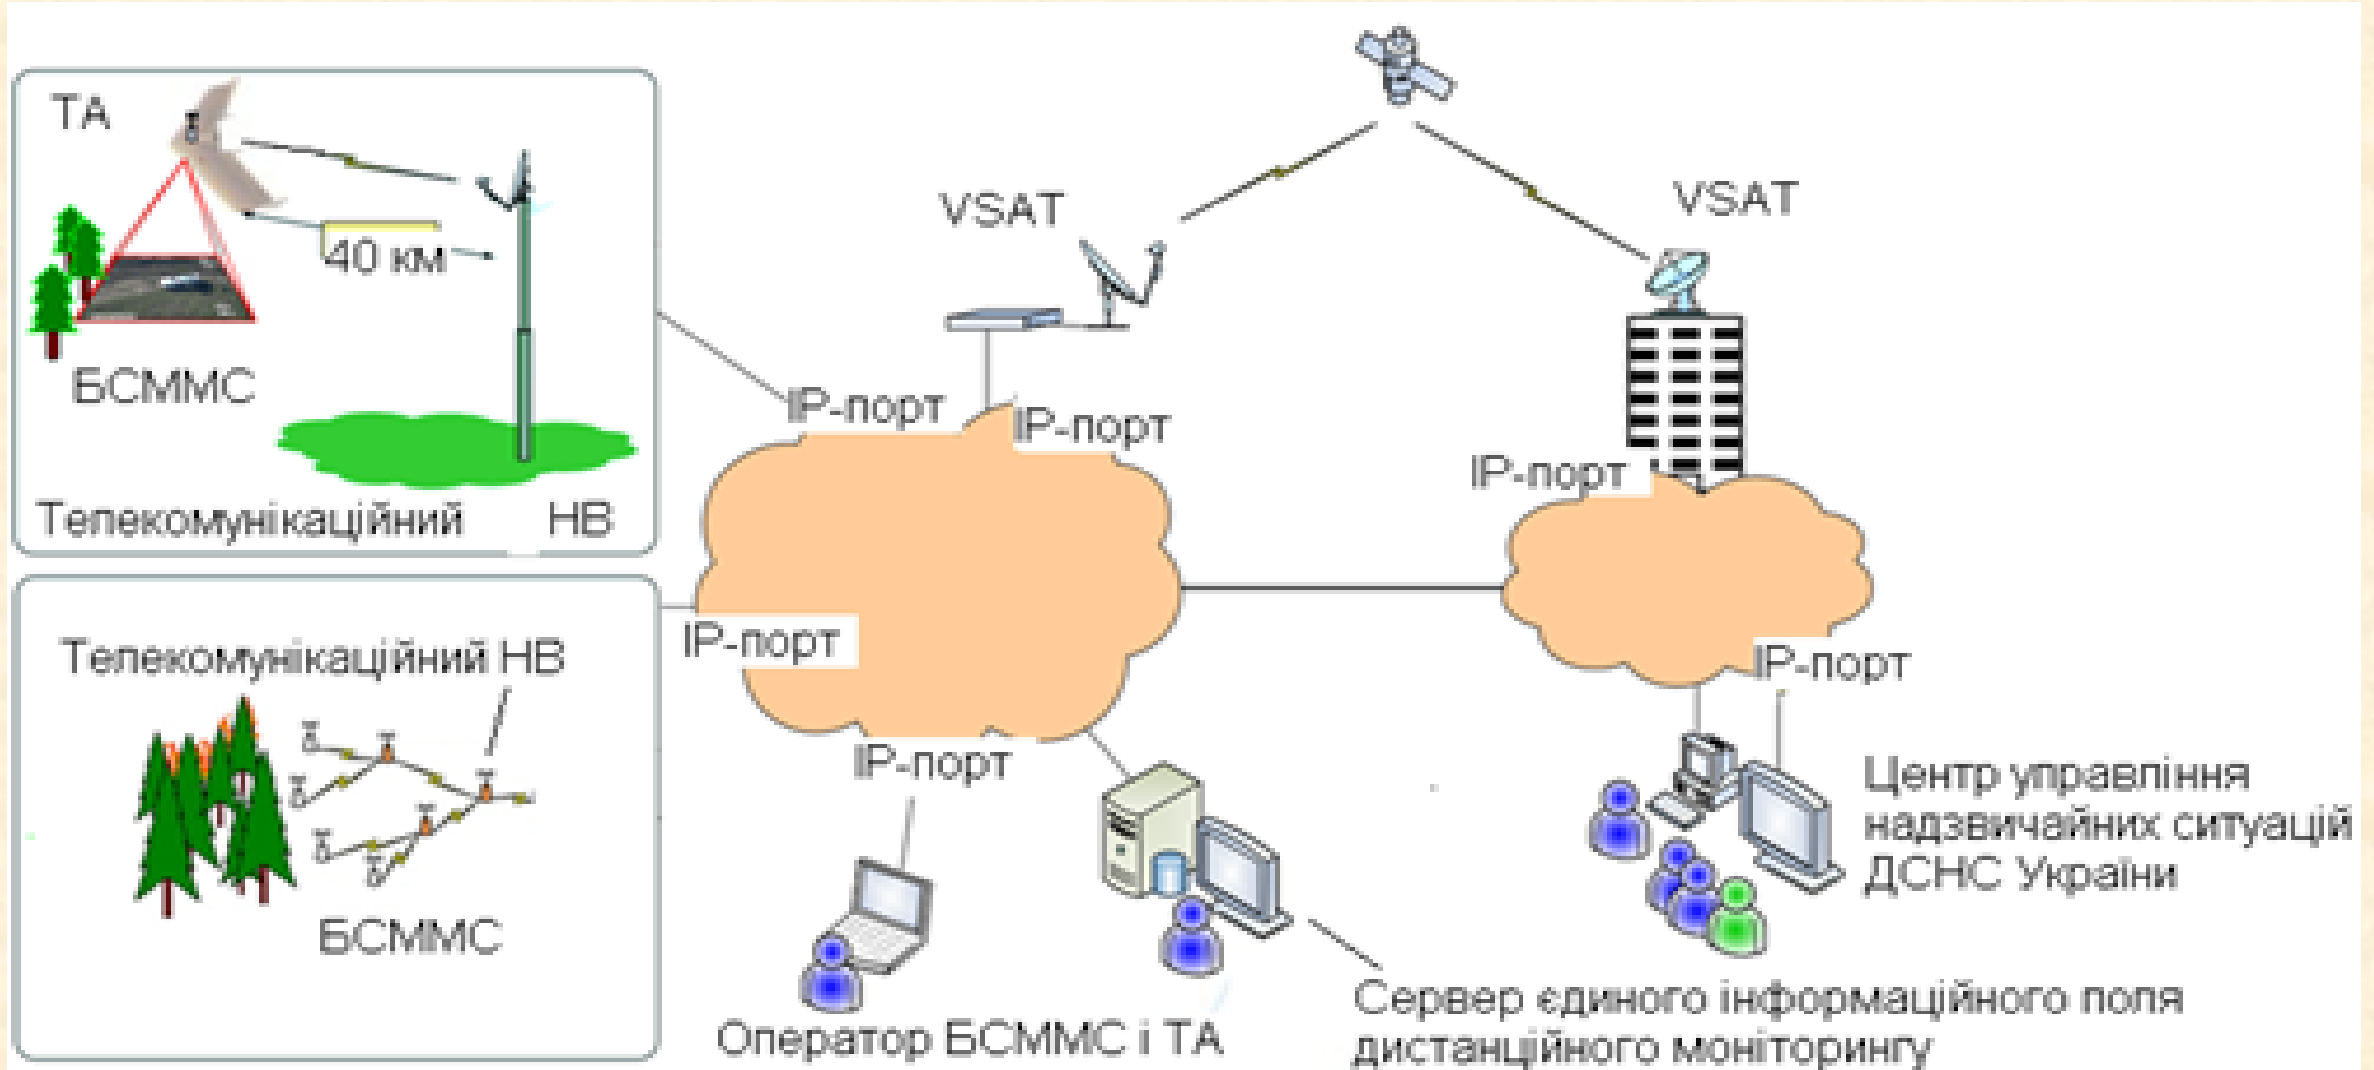 ТА
40 км
БСММС
Телекомунікаційний НВ
Телекомунікаційний НВ
БСММС
VSAT
VSAT
IP-порт
IP-порт
IP-порт
IP-порт
IP-порт
IP-порт
Оператор БСММС і ТА
Сервер єдиного інформаційного поля
дистанційного моніторингу
Центр управління
надзвичайних ситуацій
ДСНС України